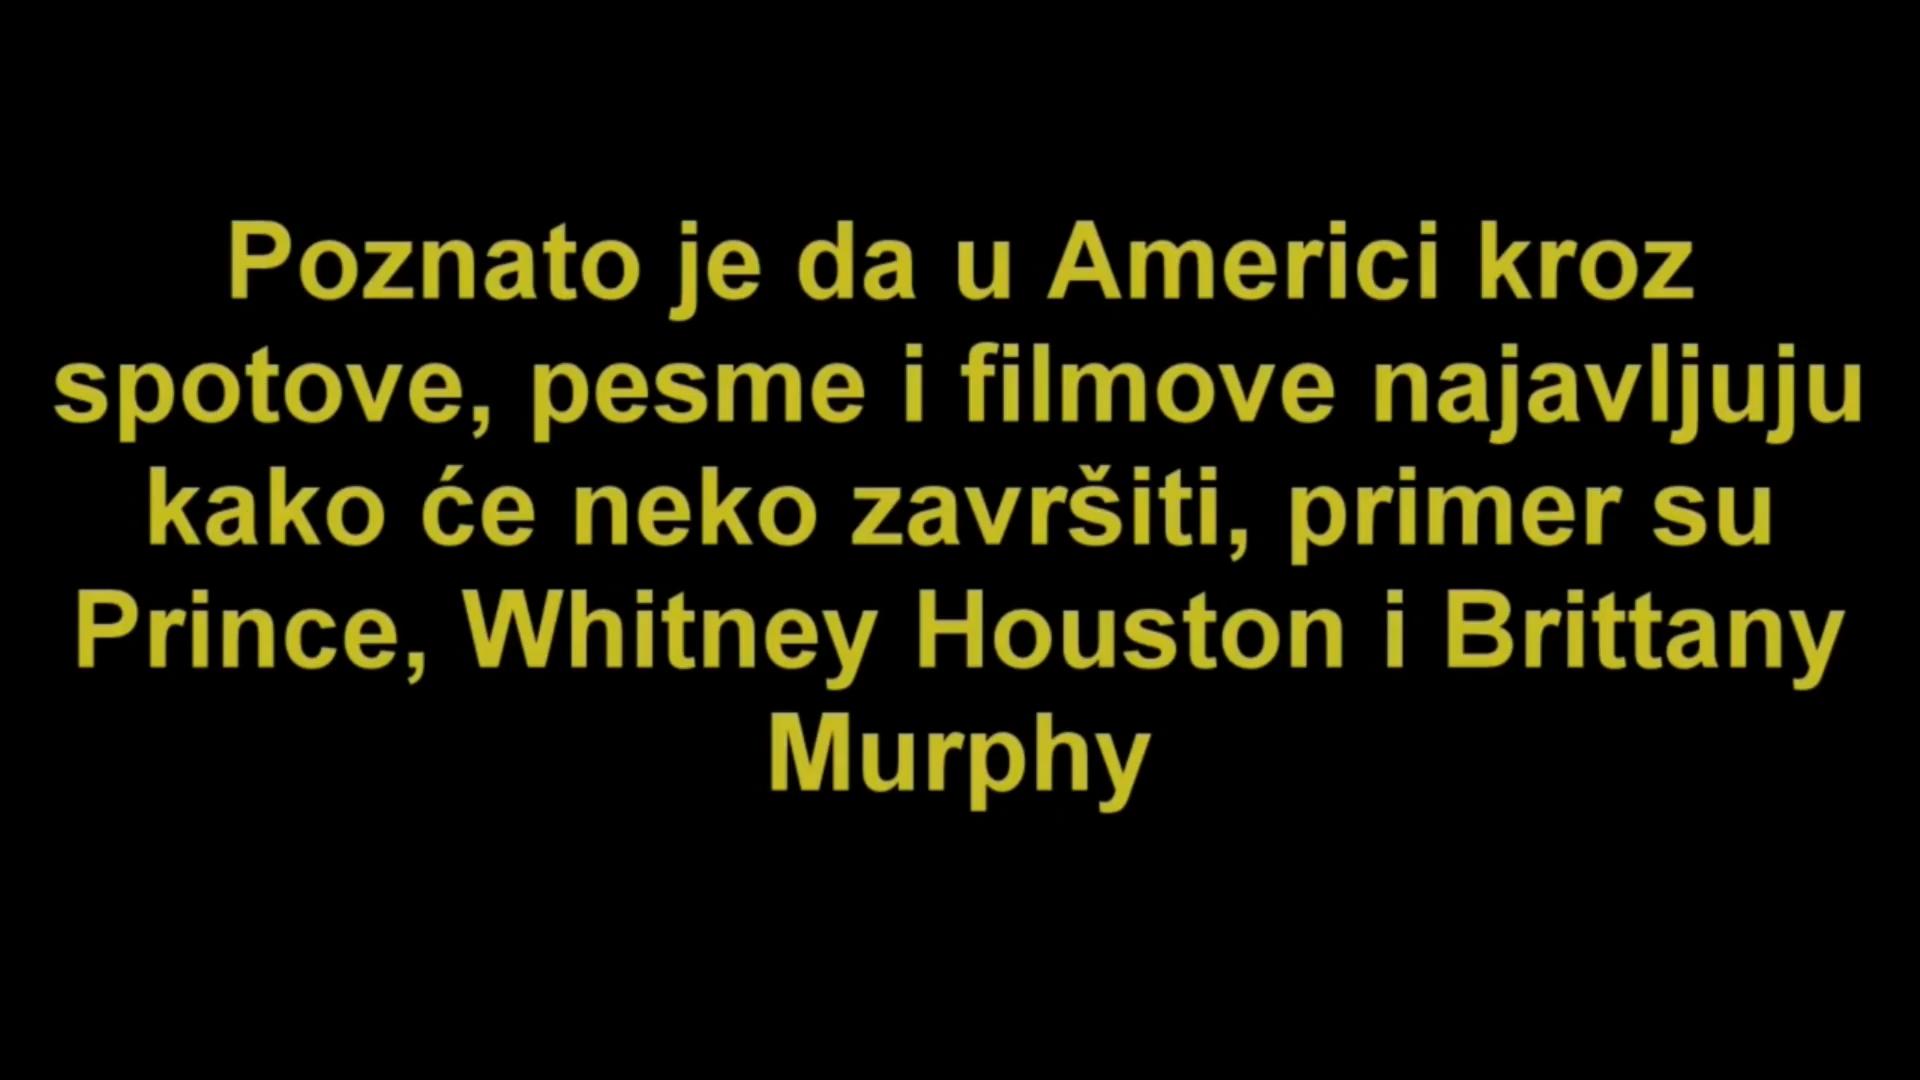 Poznato je da u Americi kroz
spotove, pesme i filmove najavljuju
kako će neko završiti, primer su
Prince, Whitney Houston i Brittany
Murphy